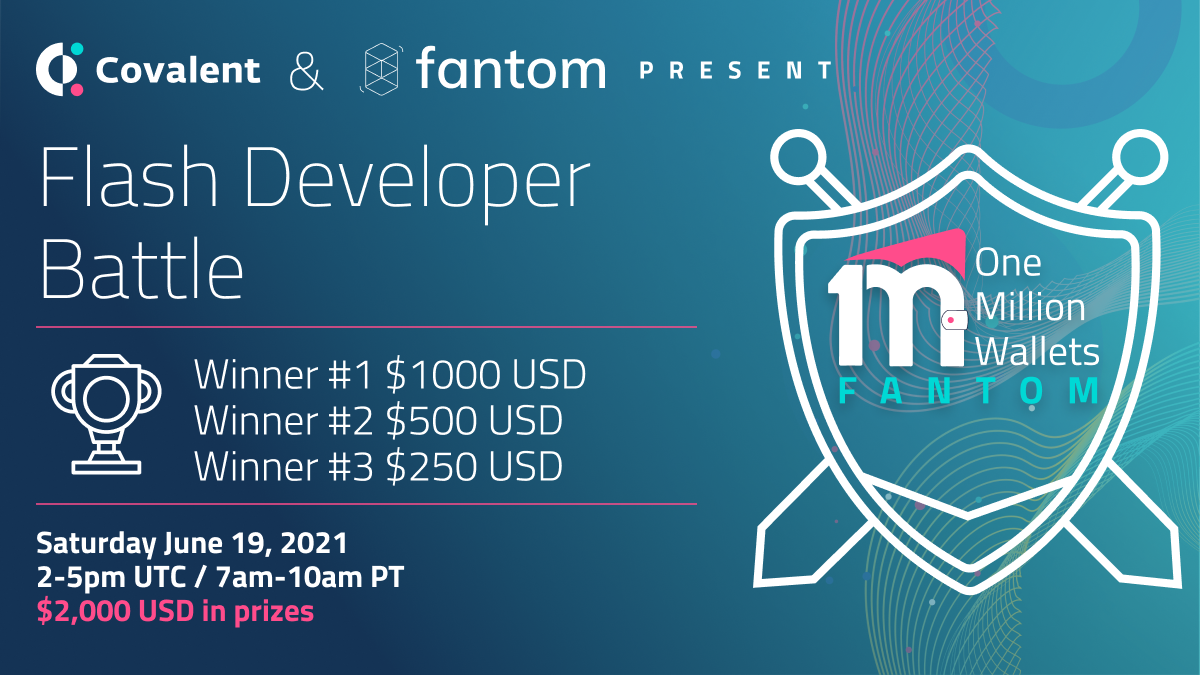 Covalent & fantom PRESENT
Flash Developer
Battle
Winner #1 $1000 USD
Winner #2 $500 USD
Winner #3 $250 USD
Saturday June 19, 2021
2-5pm UTC / 7am-10am PT
$2,000 USD in prizes
1m
One
Million
Wallets
FANTOM